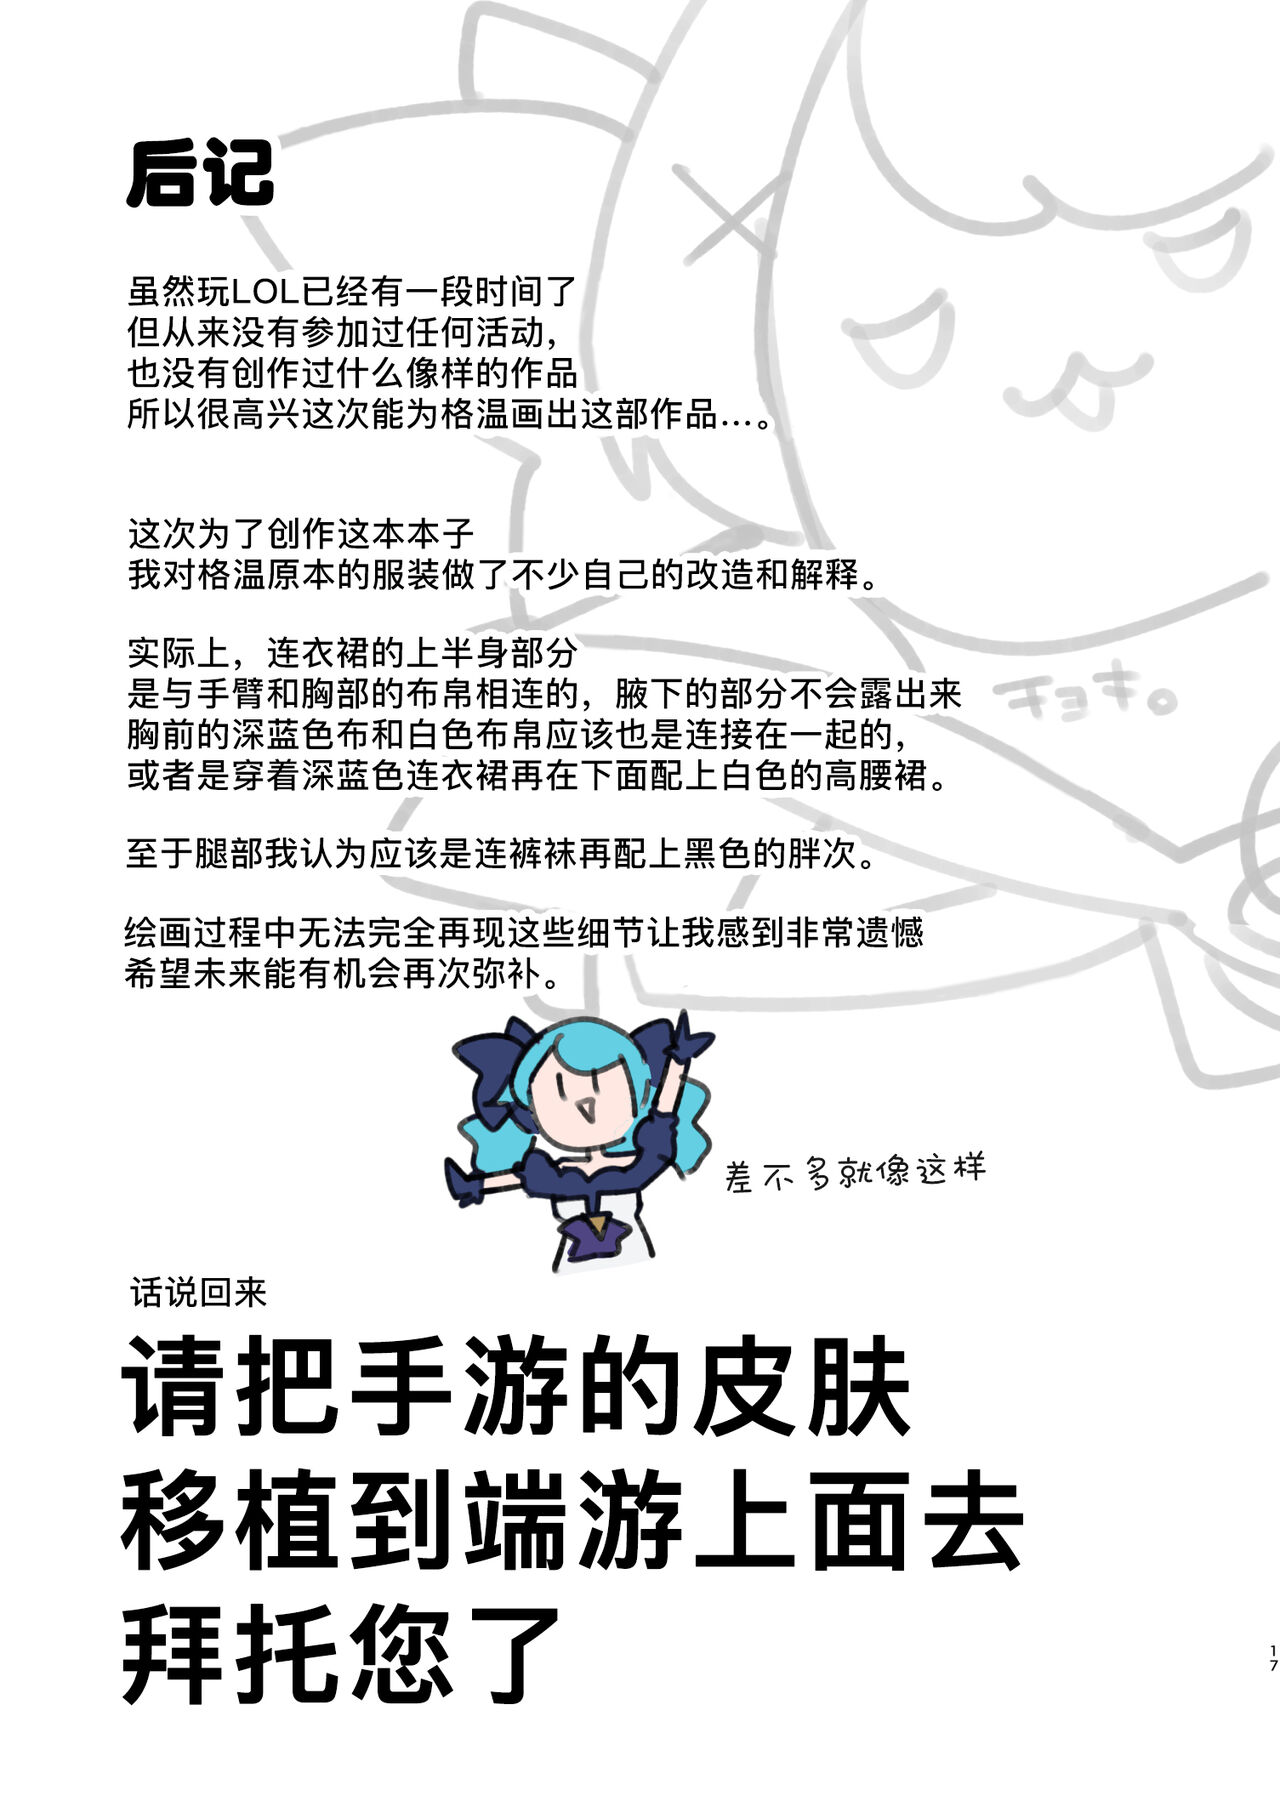 后记
虽然玩LOL已经有一段时间了
但从来没有参加过任何活动，
也没有创作过什么像样的作品
所以很高兴这次能为格温画出这部作品…。
这次为了创作这本本子
我对格温原本的服装做了不少自己的改造和解释。
实际上，连衣裙的上半身部分
是与手臂和胸部的布帛相连的，腋下的部分不会露出来
胸前的深蓝色布和白色布帛应该也是连接在一起的，
或者是穿着深蓝色连衣裙再在下面配上白色的高腰裙。
チョキ。
至于腿部我认为应该是连裤袜再配上黑色的胖次。
绘画过程中无法完全再现这些细节让我感到非常遗憾
希望未来能有机会再次弥补。
差不多就像这样
话说回来
请把手游的皮肤
移植到端游上面去
拜托您了
17